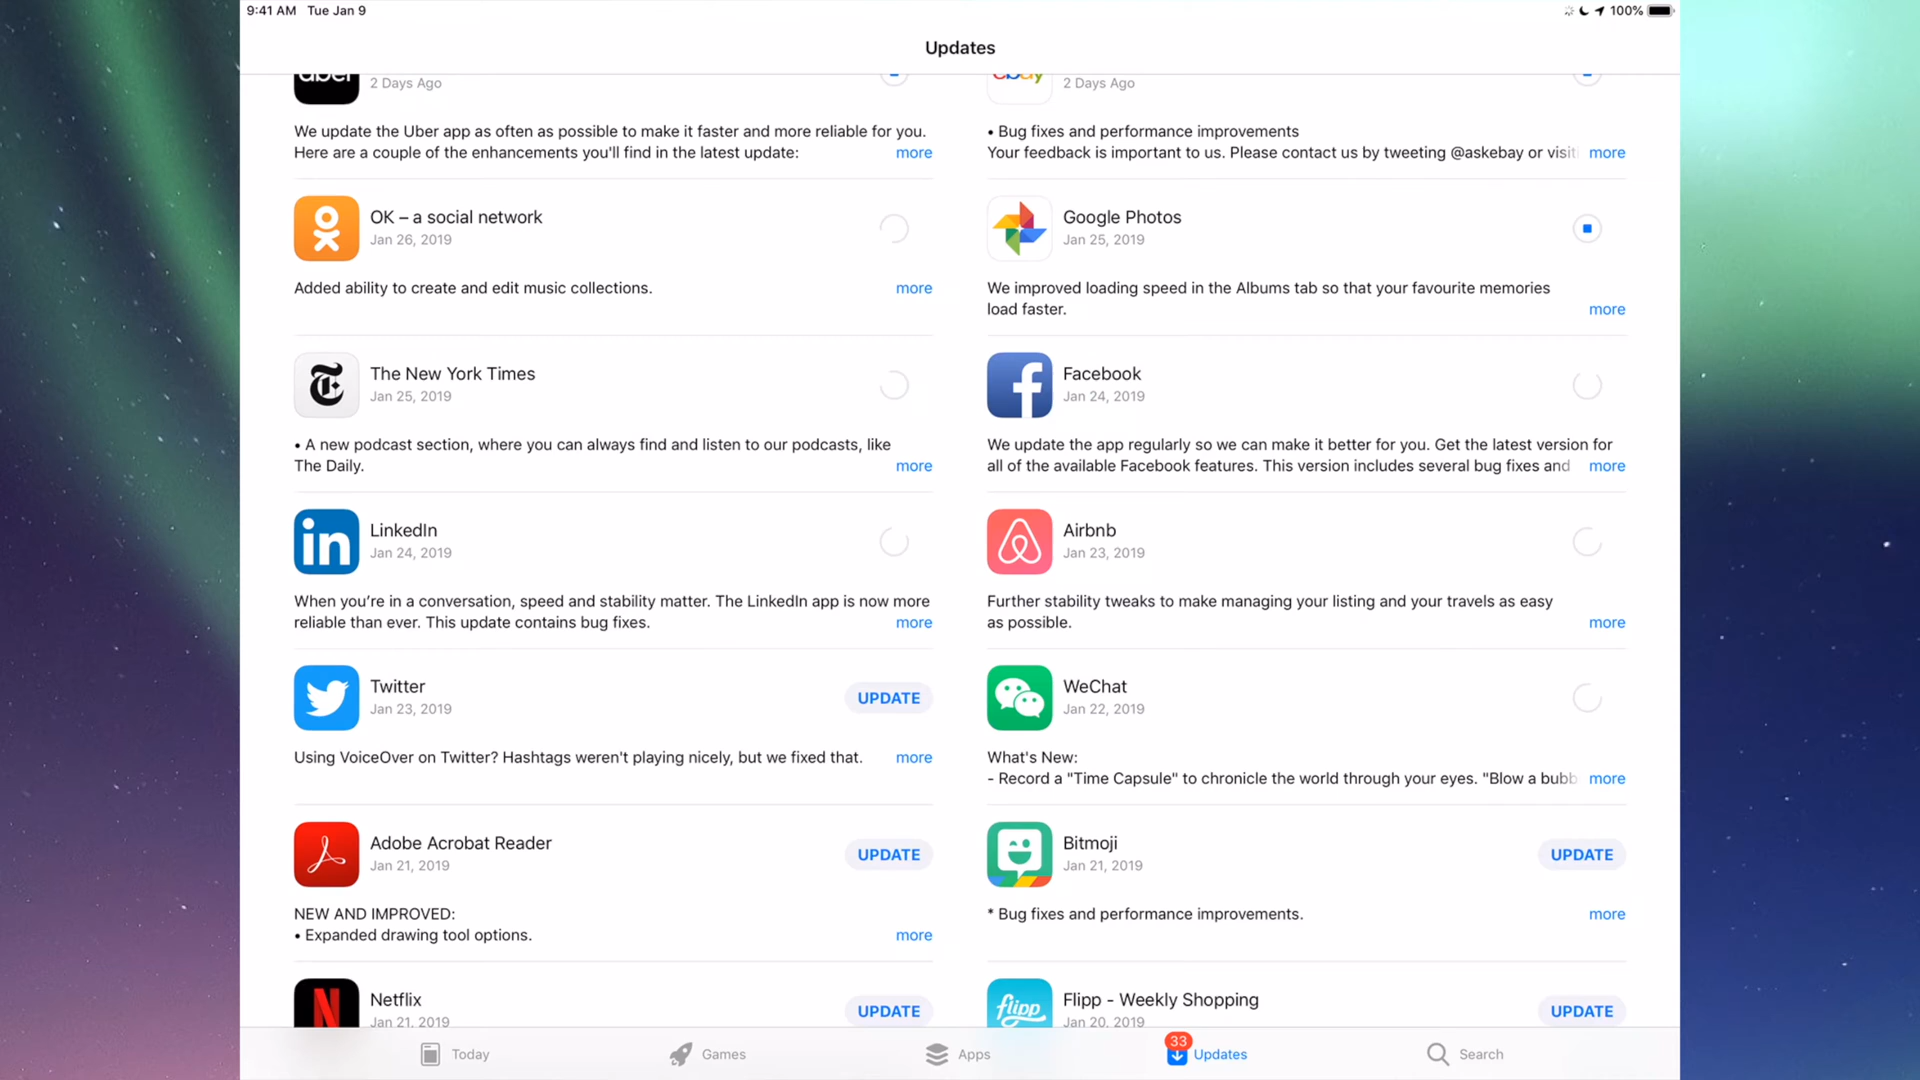 9:41 AM Tue Jan 9
100%
Updates
Uber
2 Days Ago
We update the Uber app as often as possible to make it faster and more reliable for you.
Here are a couple of the enhancements you'll find in the latest update:
more
ebay
2 Days Ago
• Bug fixes and performance improvements
Your feedback is important to us. Please contact us by tweeting @askebay or visit
more
OK – a social network
Jan 26, 2019
Added ability to create and edit music collections.
more
Google Photos
Jan 25, 2019
We improved loading speed in the Albums tab so that your favourite memories
load faster.
more
The New York Times
Jan 25, 2019
• A new podcast section, where you can always find and listen to our podcasts, like
The Daily.
more
Facebook
Jan 24, 2019
We update the app regularly so we can make it better for you. Get the latest version for
all of the available Facebook features. This version includes several bug fixes and
more
in
LinkedIn
Jan 24, 2019
When you're in a conversation, speed and stability matter. The LinkedIn app is now more
reliable than ever. This update contains bug fixes.
more
Airbnb
Jan 23, 2019
Further stability tweaks to make managing your listing and your travels as easy
as possible.
more
Twitter
Jan 23, 2019
UPDATE
Using VoiceOver on Twitter? Hashtags weren't playing nicely, but we fixed that.
more
WeChat
Jan 22, 2019
What's New:
- Record a "Time Capsule" to chronicle the world through your eyes. "Blow a bubb
more
Adobe Acrobat Reader
Jan 21, 2019
UPDATE
NEW AND IMPROVED:
• Expanded drawing tool options.
more
Bitmoji
Jan 21, 2019
UPDATE
* Bug fixes and performance improvements.
more
Netflix
Jan 21, 2019
UPDATE
flipp
Flipp - Weekly Shopping
Jan 20, 2019
UPDATE
Today
Games
Apps
33
Updates
Search